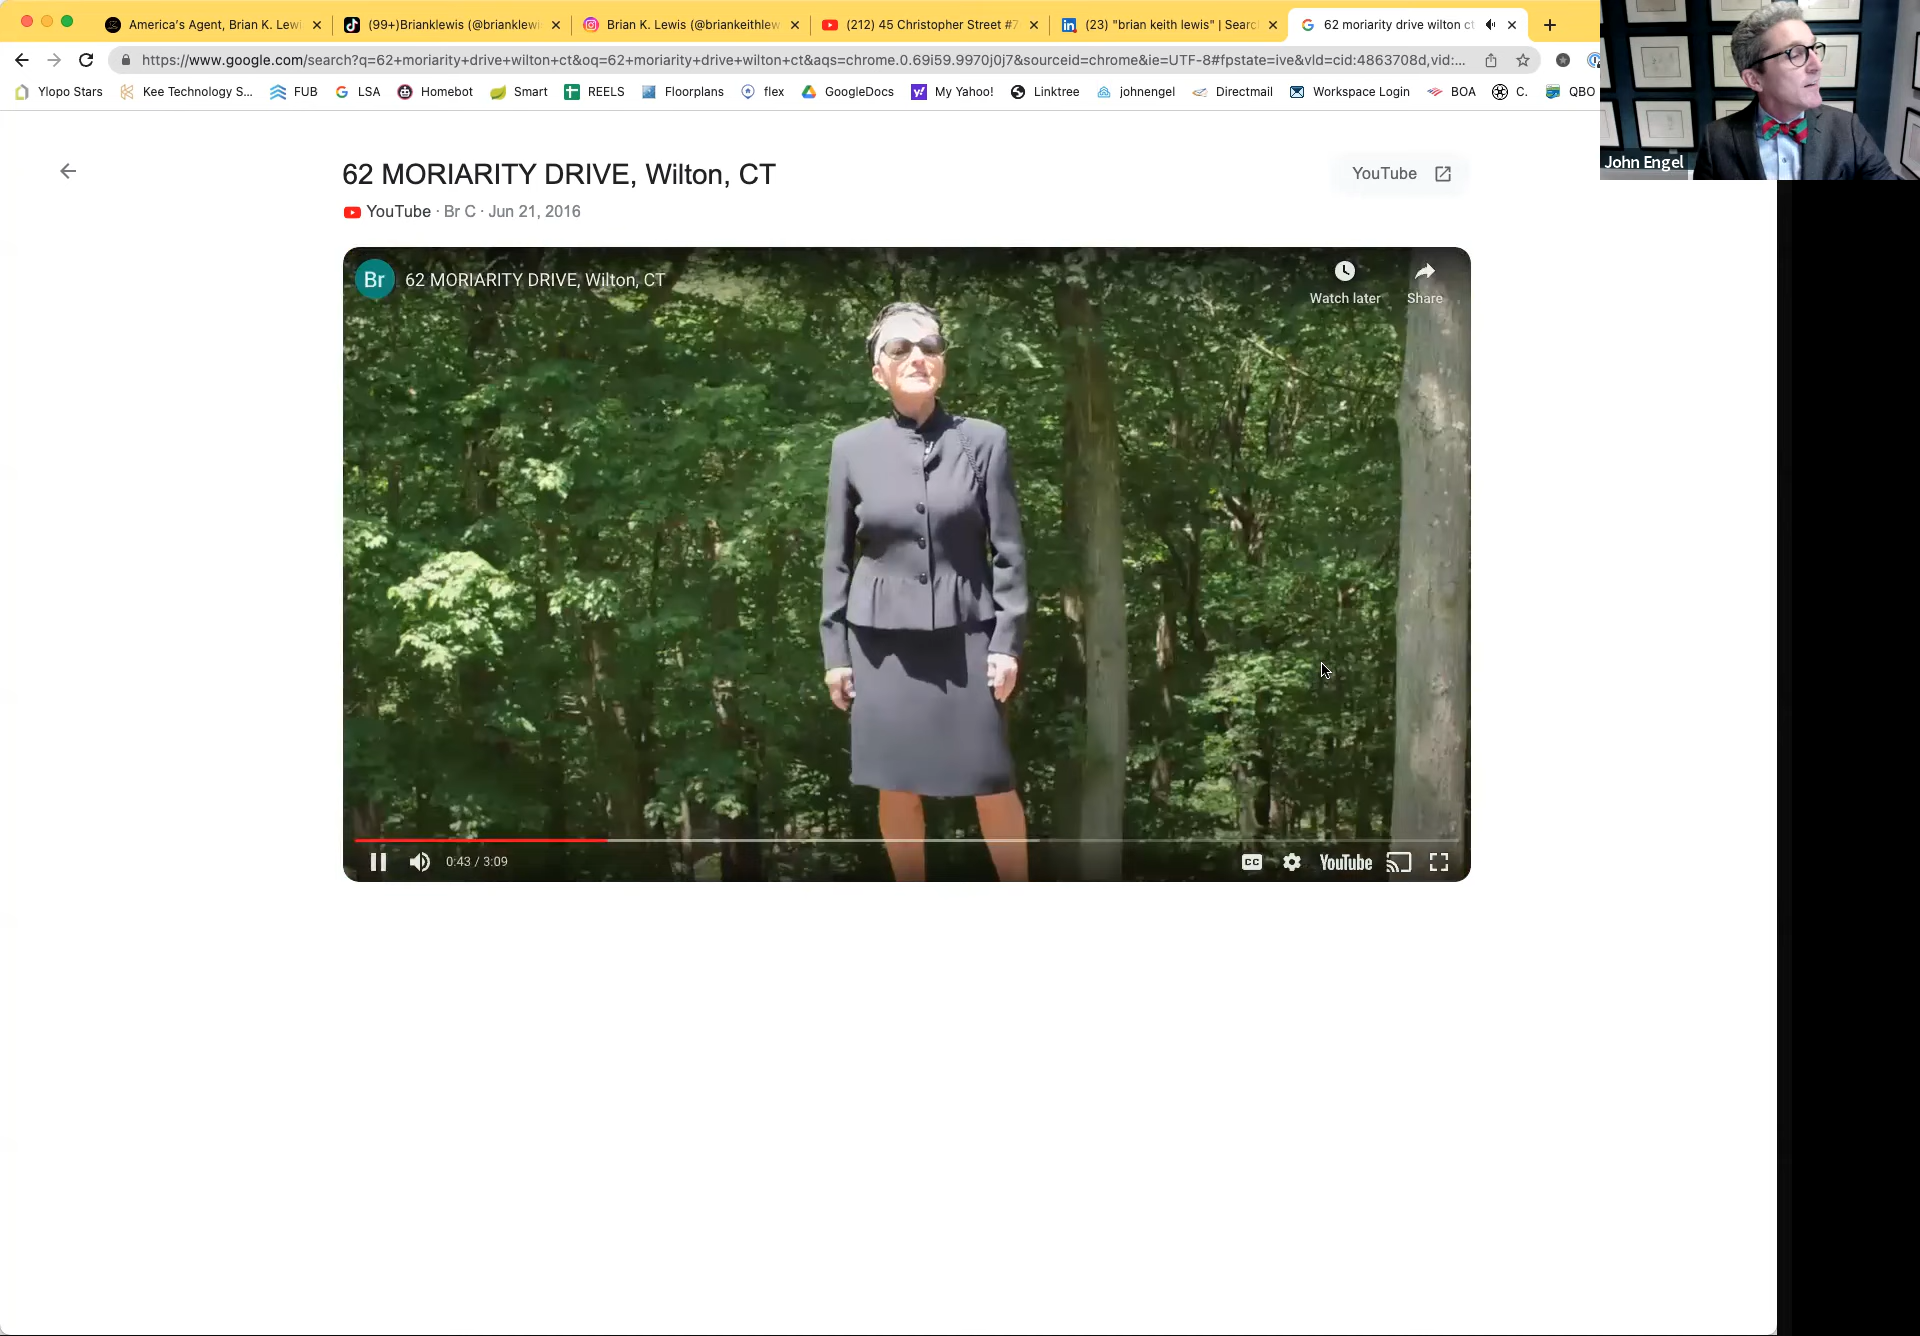 America's Agent, Brian K. Lewi
(99+)Brianklewis (@brianklewi
Brian K. Lewis (@briankeithlew
(212) 45 Christopher Street #7
(23) "brian keith lewis" | Searc
62 moriarity drive wilton ct
https://www.google.com/search?q=62+moriarity+drive+wilton+ct&oq=62+moriarity+drive+wilton+ct&aqs=chrome.0.69i59.9970j0j7&sourceid=chrome&ie=UTF-8#fpstate=ive&vld=cid:4863708d,vid:...
Ylopo Stars Kee Technology S... FUB LSA Homebot Smart REELS Floorplans flex GoogleDocs My Yahoo! Linktree johnengel Directmail Workspace Login BOA C. QBO
John Engel
62 MORIARITY DRIVE, Wilton, CT
YouTube
YouTube · Br C · Jun 21, 2016
Br 62 MORIARITY DRIVE, Wilton, CT
Watch later Share
0:43 / 3:09
CC YouTube